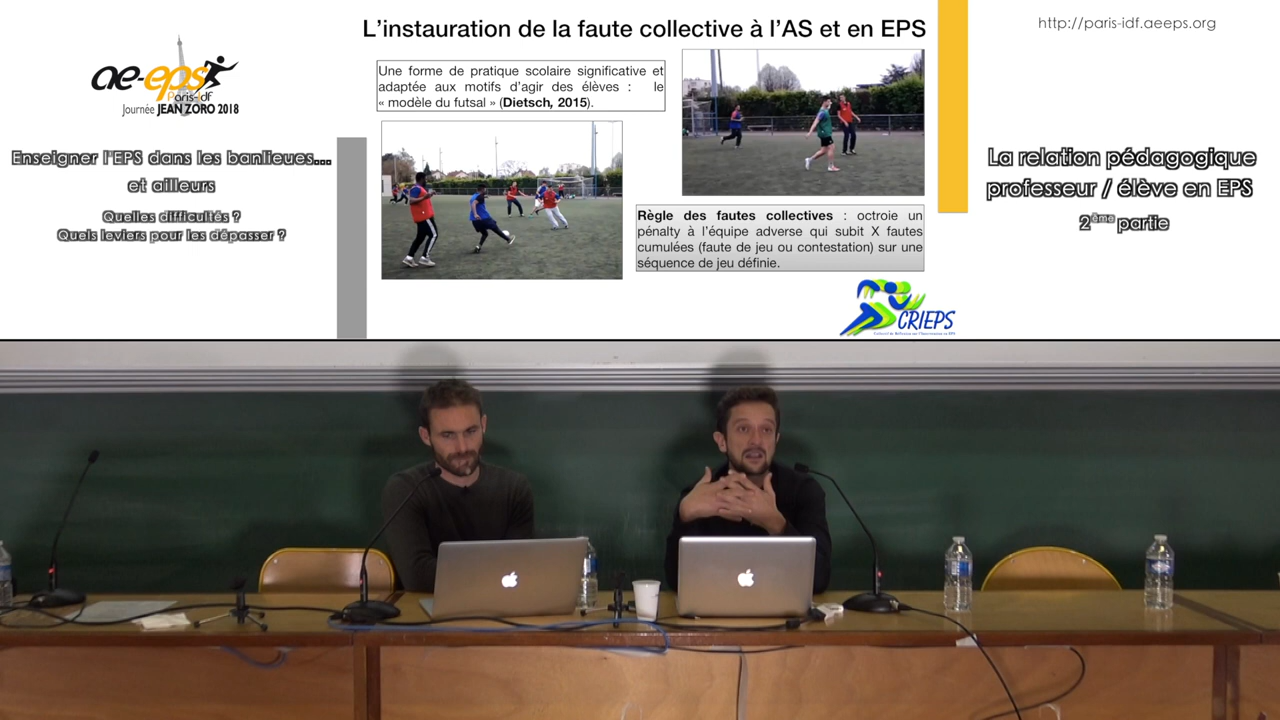 L'instauration de la faute collective à l'AS et en EPS
http://paris-idf.aeeps.org
ae-eps
Paris-idf
Journée JEAN ZORO 2018
Enseigner l'EPS dans les banlieues...
et ailleurs
Quelles difficultés ?
Quels leviers pour les dépasser ?
Une forme de pratique scolaire significative et
adaptée aux motifs d'agir des élèves : le
« modèle du futsal » (Dietsch, 2015).
Règle des fautes collectives : octroie un
pénalty à l'équipe adverse qui subit X fautes
cumulées (faute de jeu ou contestation) sur une
séquence de jeu définie.
CRIEPS
La relation pédagogique
professeur / élève en EPS
2ème partie